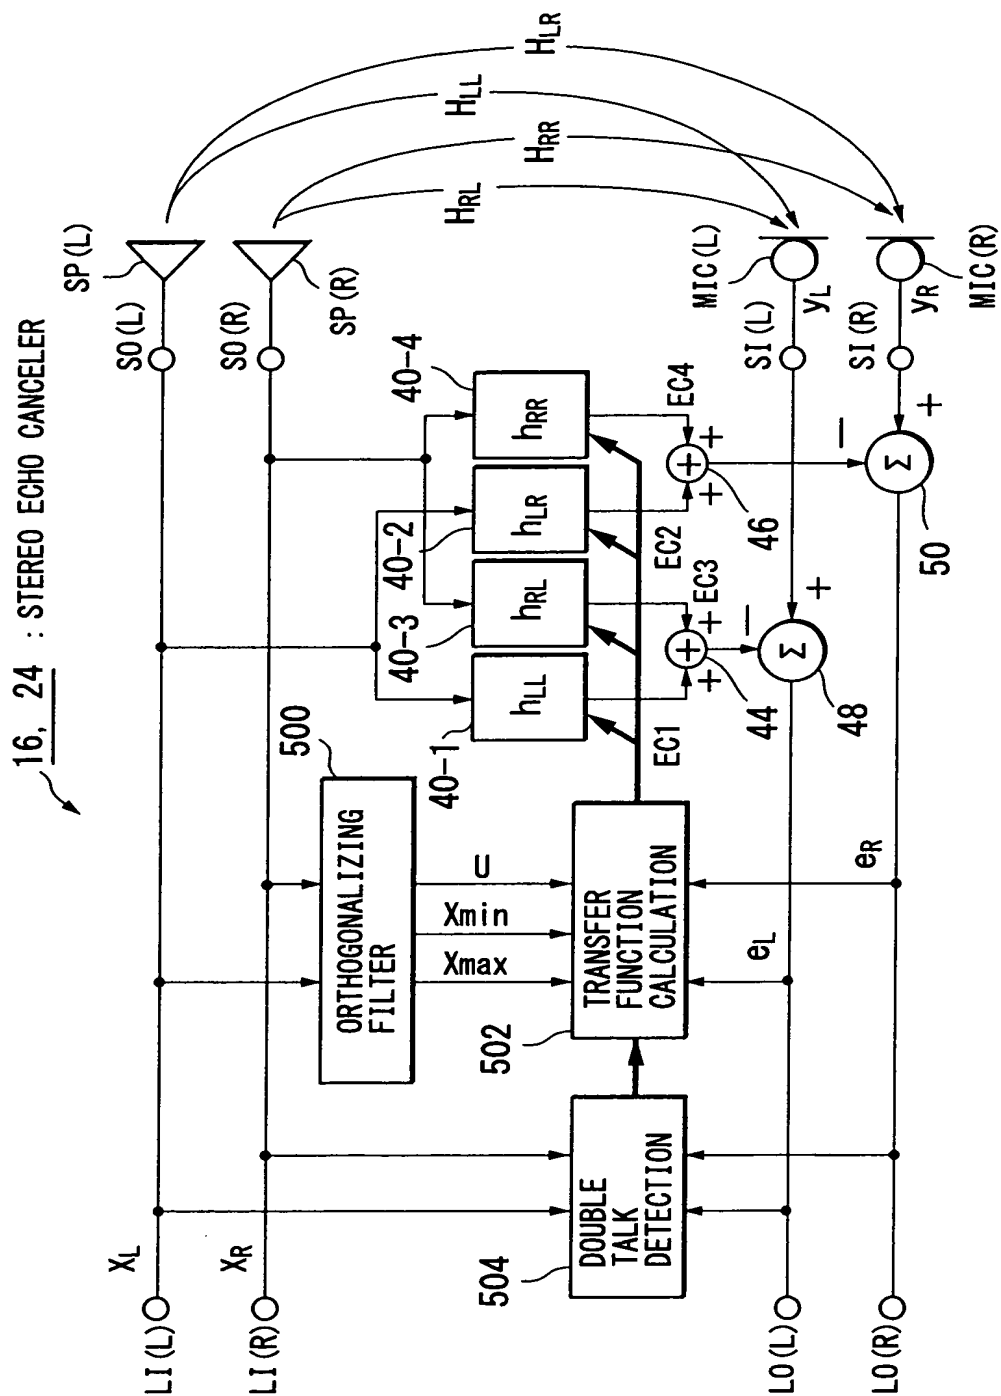 16, 24 : STEREO ECHO CANCELER
LI(L)
XL
SO(L)
SP(L)
LI(R)
XR
SO(R)
SP(R)
HLR
HLL
HRR
HRL
500
ORTHOGONALIZING
FILTER
Xmax
Xmin
U
40-1
40-3
40-2
40-4
hLL
hRL
hLR
hRR
504
DOUBLE
TALK
DETECTION
502
TRANSFER
FUNCTION
CALCULATION
EC1
EC3
EC2
EC4
+
+
+
44
+
+
+
46
MIC(L)
yL
SI(L)
eL
−
+
Σ
48
LO(L)
MIC(R)
yR
SI(R)
eR
−
+
Σ
50
LO(R)